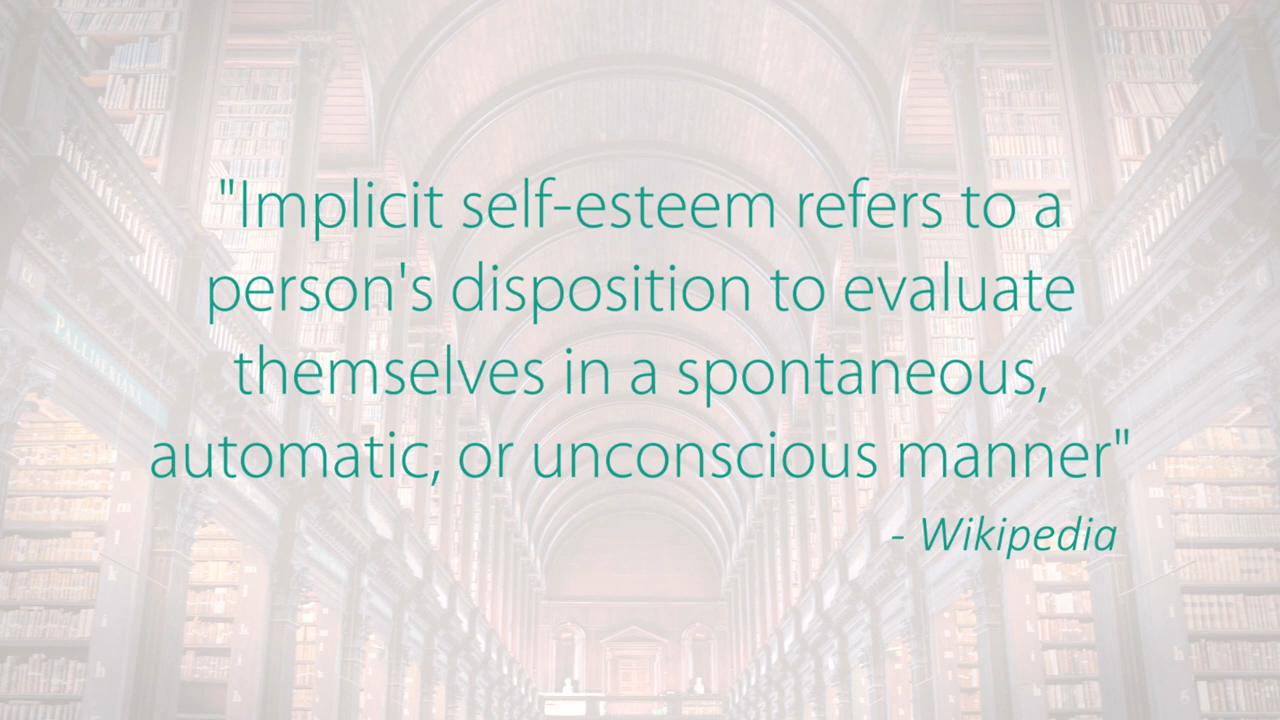 "Implicit self-esteem refers to a
person's disposition to evaluate
themselves in a spontaneous,
automatic, or unconscious manner"
- Wikipedia